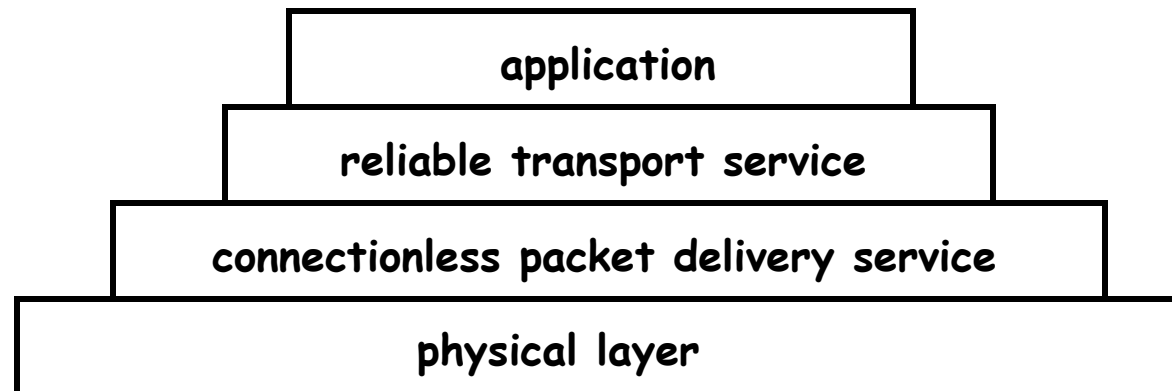 application
reliable transport service
connectionless packet delivery service
physical layer